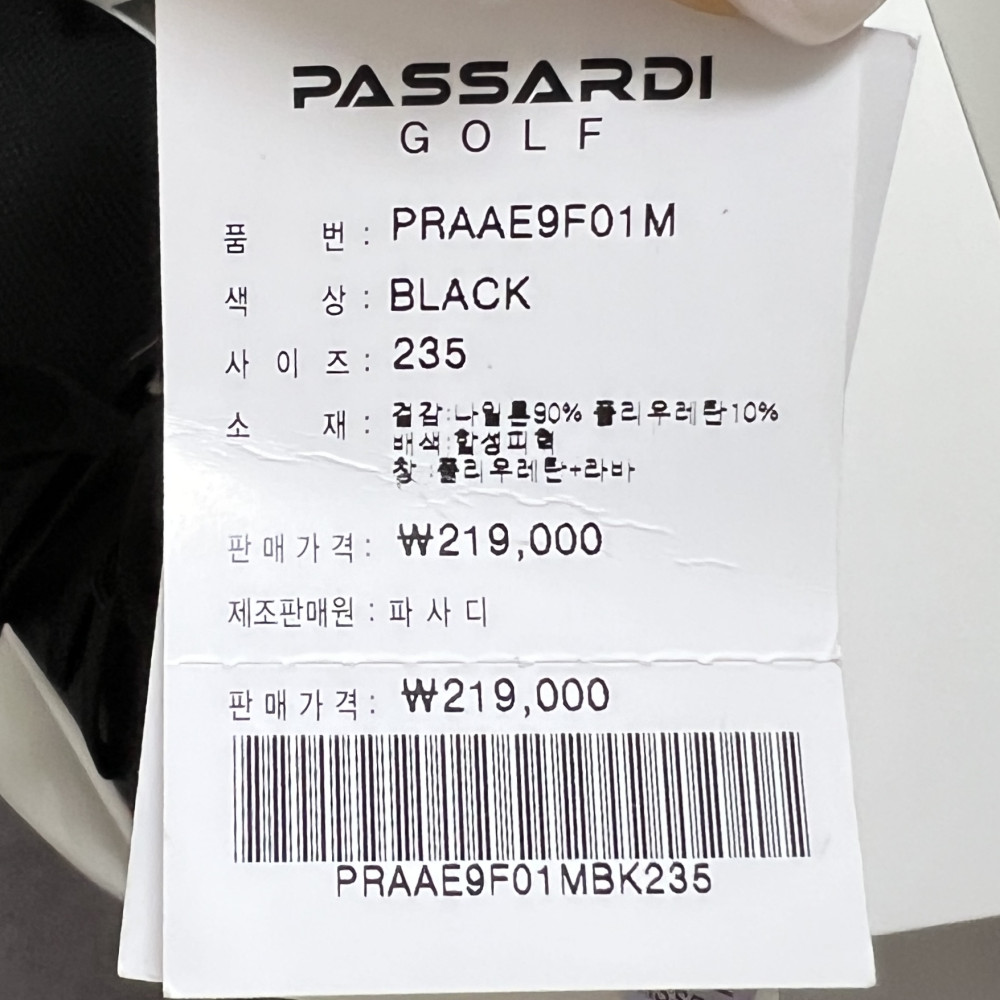 PASSARDI
GOLF
품 번 : PRAAE9F01M
색 상 : BLACK
사 이 즈 : 235
소 재 : 겉감:나일론90% 폴리우레탄10%
배색:합성피혁
창 :폴리우레탄+라바
판 매 가 격 : ₩219,000
제조판매원 : 파 사 디
판 매 가 격 : ₩219,000
PRAAE9F01MBK235